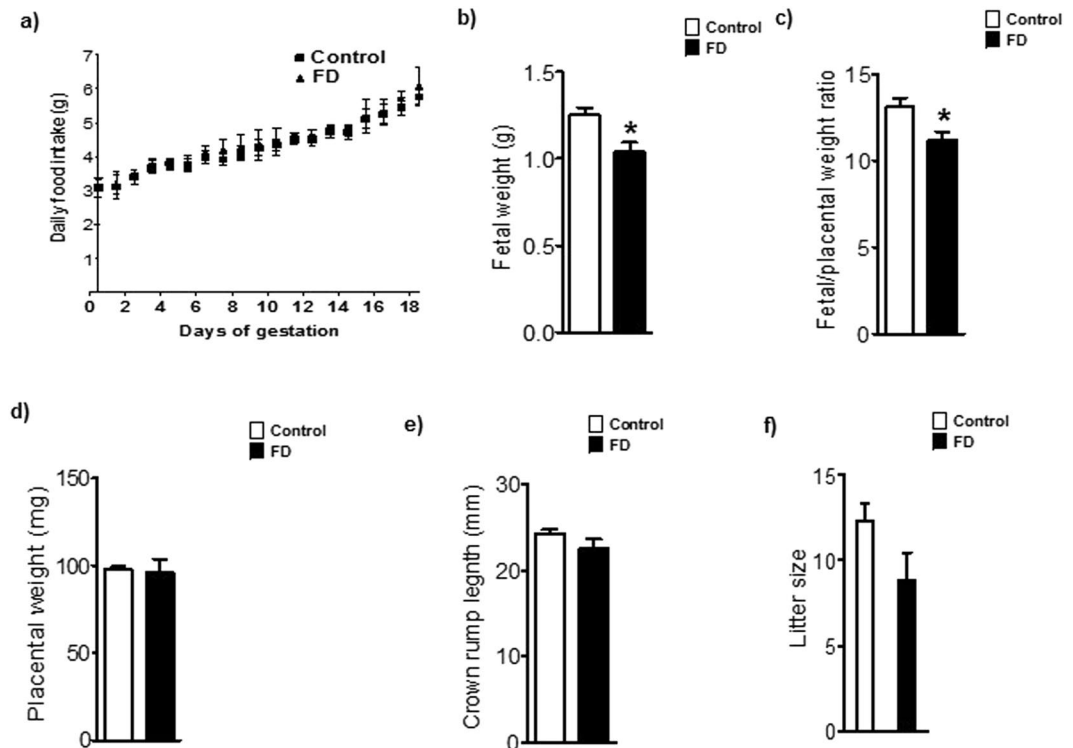 a)
Control
FD
7
6
5
4
3
2
1
0 2 4 6 8 10 12 14 16 18
Daily food intake (g)
Days of gestation
b)
Control
FD
1.5
1.0
0.5
0.0
Fetal weight (g)
*
c)
Control
FD
15
10
5
0
Fetal/placental weight ratio
*
d)
Control
FD
150
100
50
0
Placental weight (mg)
e)
Control
FD
30
20
10
0
Crown rump legnth (mm)
f)
Control
FD
15
10
5
0
Litter size